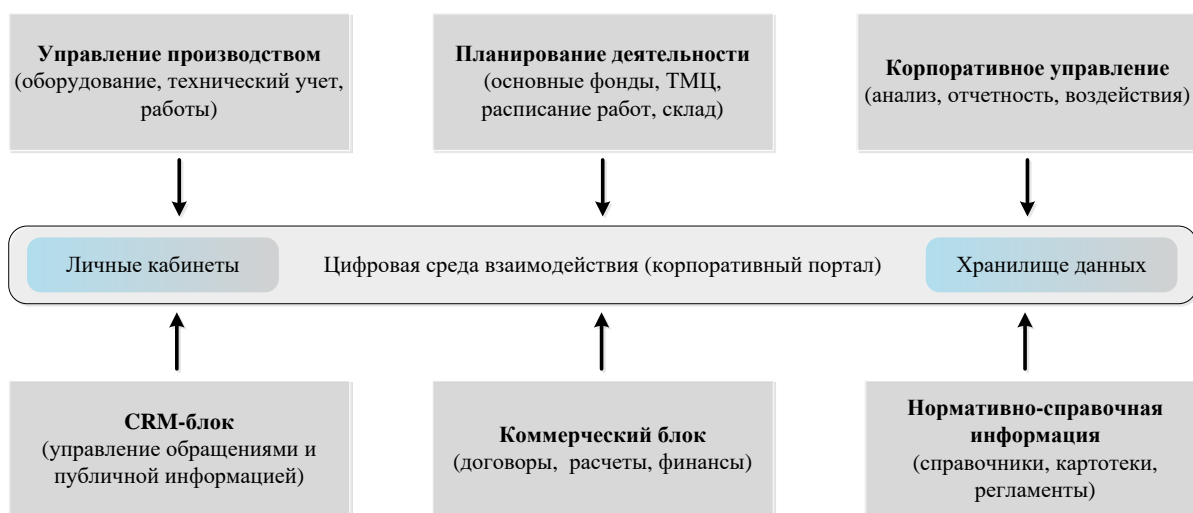 Управление производством
(оборудование, технический учет,
работы)
Планирование деятельности
(основные фонды, ТМЦ,
расписание работ, склад)
Корпоративное управление
(анализ, отчетность, воздействия)
Личные кабинеты
Цифровая среда взаимодействия (корпоративный портал)
Хранилище данных
CRM-блок
(управление обращениями и
публичной информацией)
Коммерческий блок
(договоры, расчеты, финансы)
Нормативно-справочная
информация
(справочники, картотеки,
регламенты)